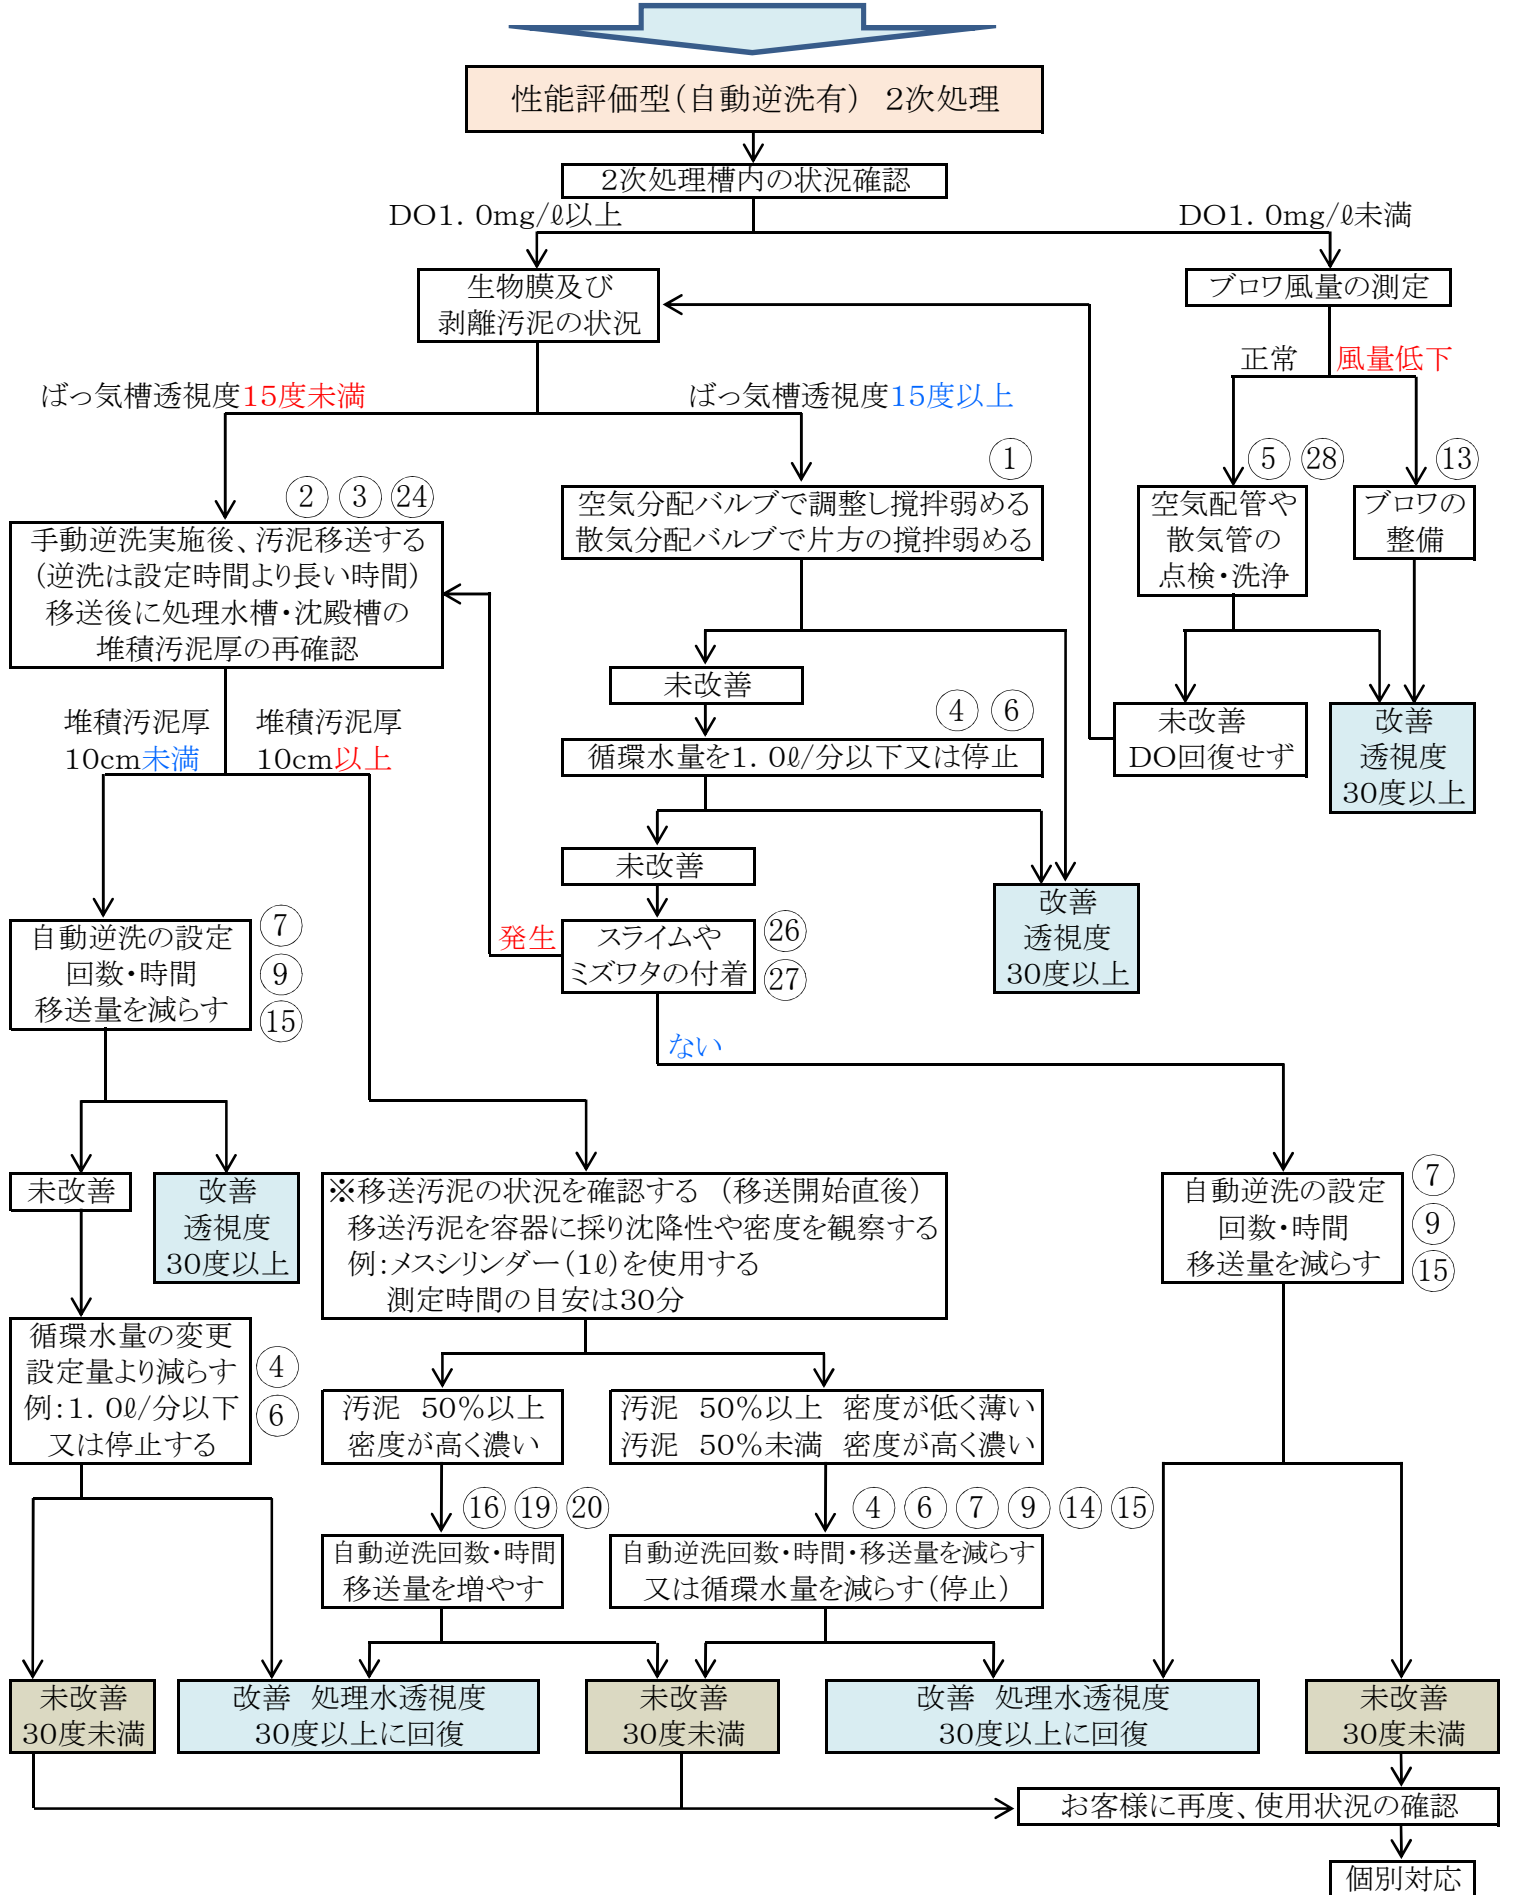 性能評価型(自動逆洗有)　2次処理
2次処理槽内の状況確認
DO1．0mg/ℓ以上
DO1．0mg/ℓ未満
生物膜及び
剥離汚泥の状況
ブロワ風量の測定
正常
風量低下
ばっ気槽透視度15度未満
ばっ気槽透視度15度以上
② ③ ㉔
①
⑤ ㉘
⑬
手動逆洗実施後、汚泥移送する
(逆洗は設定時間より長い時間)
移送後に処理水槽・沈殿槽の
堆積汚泥厚の再確認
空気分配バルブで調整し撹拌弱める
散気分配バルブで片方の撹拌弱める
空気配管や
散気管の
点検・洗浄
ブロワの
整備
未改善
④ ⑥
循環水量を1．0ℓ/分以下又は停止
未改善
DO回復せず
改善
透視度
30度以上
堆積汚泥厚
10cm未満
堆積汚泥厚
10cm以上
未改善
改善
透視度
30度以上
自動逆洗の設定
回数・時間
移送量を減らす
⑦
⑨
⑮
発生
スライムや
ミズワタの付着
㉖
㉗
ない
未改善
改善
透視度
30度以上
※移送汚泥の状況を確認する　(移送開始直後)
移送汚泥を容器に採り沈降性や密度を観察する
例：メスシリンダー(1ℓ)を使用する
測定時間の目安は30分
自動逆洗の設定
回数・時間
移送量を減らす
⑦
⑨
⑮
循環水量の変更
設定量より減らす
例：1．0ℓ/分以下
又は停止する
④
⑥
汚泥　50％以上
密度が高く濃い
汚泥　50％以上　密度が低く薄い
汚泥　50％未満　密度が高く濃い
⑯ ⑲ ⑳
④ ⑥ ⑦ ⑨ ⑭ ⑮
自動逆洗回数・時間
移送量を増やす
自動逆洗回数・時間・移送量を減らす
又は循環水量を減らす(停止)
未改善
30度未満
改善　処理水透視度
30度以上に回復
未改善
30度未満
改善　処理水透視度
30度以上に回復
未改善
30度未満
お客様に再度、使用状況の確認
個別対応